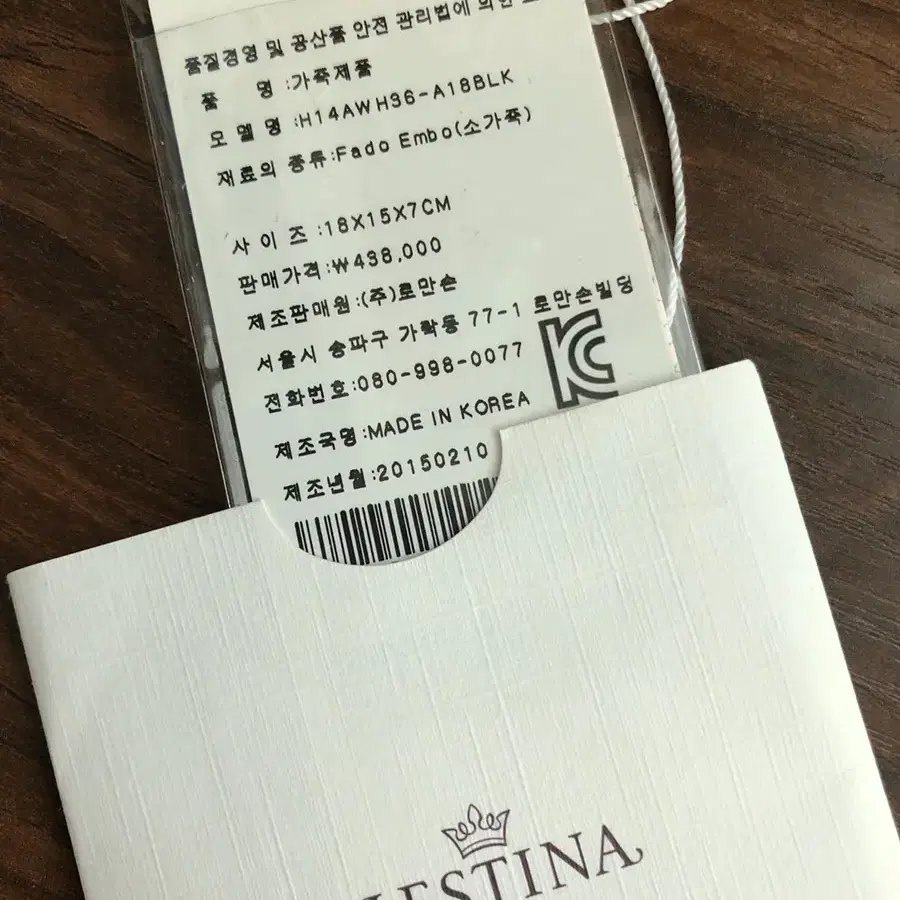 품질경영 및 공산품 안전 관리법에 의한
품 명 :가죽제품
모 델 명 :H14AWH36-A18BLK
재료의 종류:Fado Embo(소가죽)
사 이 즈 :18X15X7CM
판매가격:₩438,000
제조판매원:(주)로만손
서울시 송파구 가락동 77-1 로만손빌딩
전화번호:080-998-0077
제조국명:MADE IN KOREA
제조년월:20150210
LESTINA